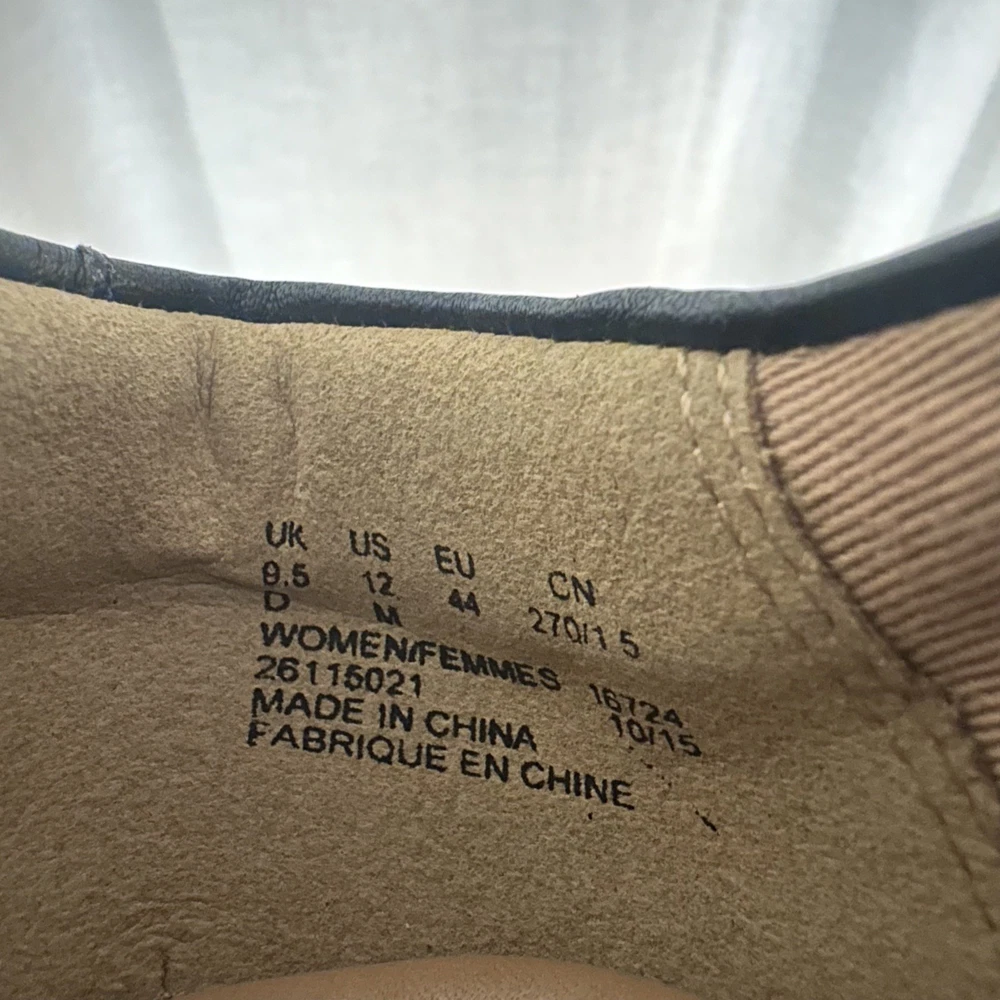 UK US EU CN
9.5 12 44 270/1.5
D M
WOMEN/FEMMES 16724
26115021 10/15
MADE IN CHINA
FABRIQUE EN CHINE